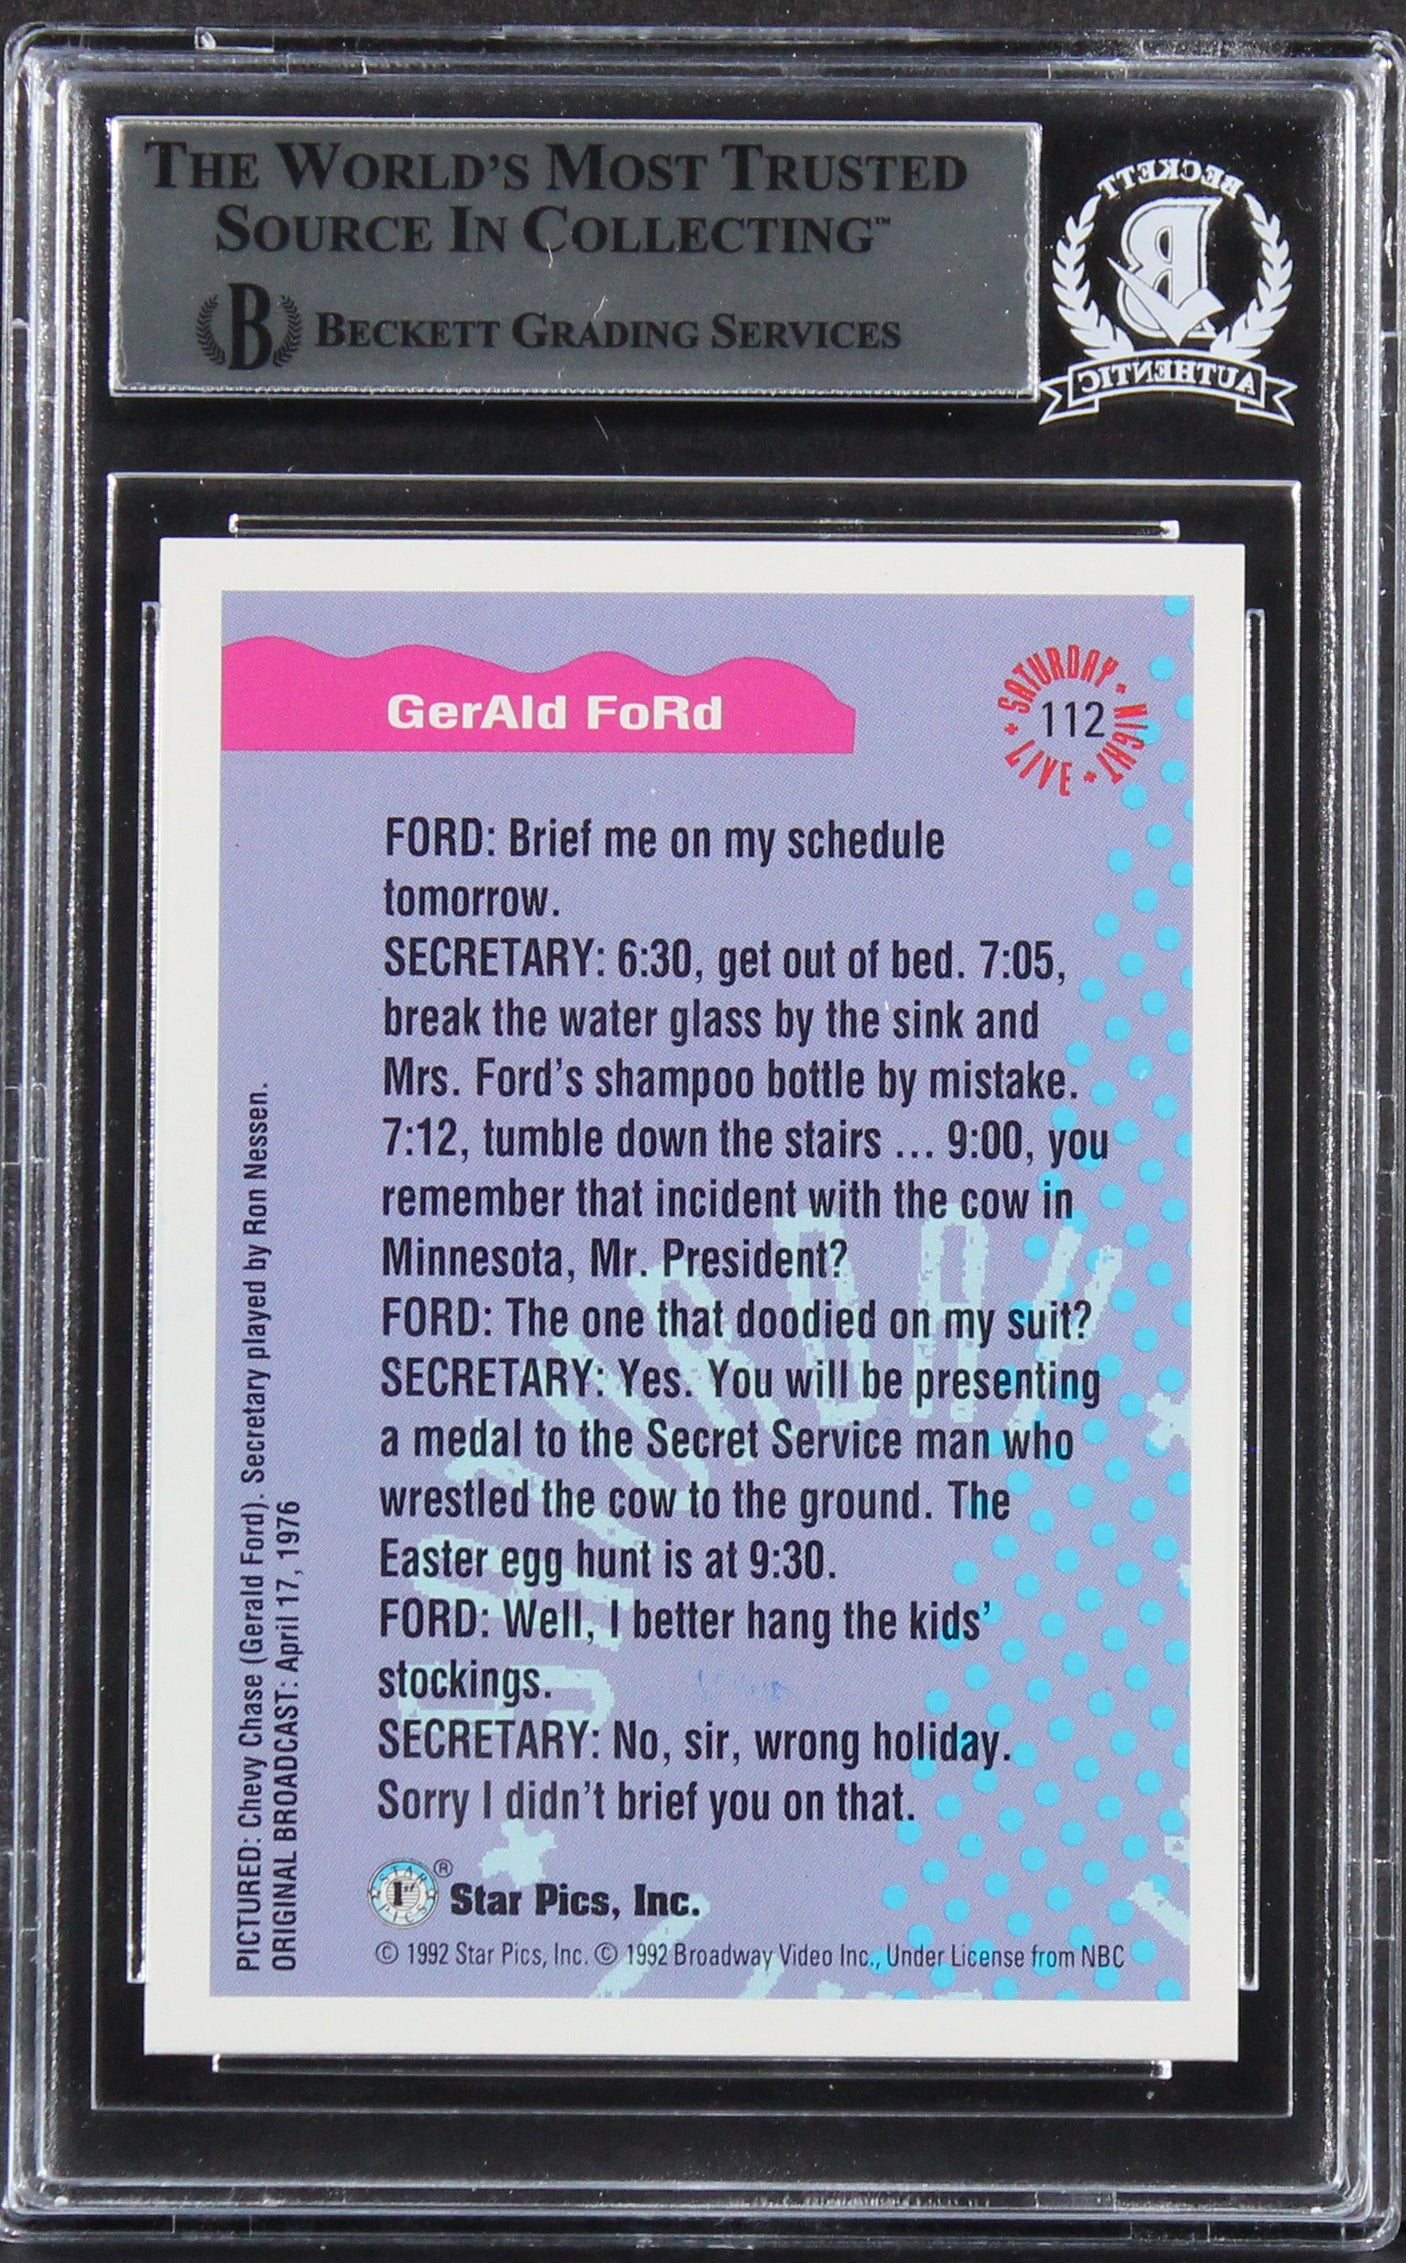 THE WORLD'S MOST TRUSTED
SOURCE IN COLLECTING™
B BECKETT GRADING SERVICES
BECKETT
B
AUTHENTIC
GerAld FoRd
SATURDAY • NIGHT • LIVE •
112
FORD: Brief me on my schedule
tomorrow.
SECRETARY: 6:30, get out of bed. 7:05,
break the water glass by the sink and
Mrs. Ford's shampoo bottle by mistake.
7:12, tumble down the stairs ... 9:00, you
remember that incident with the cow in
Minnesota, Mr. President?
FORD: The one that doodied on my suit?
SECRETARY: Yes. You will be presenting
a medal to the Secret Service man who
wrestled the cow to the ground. The
Easter egg hunt is at 9:30.
FORD: Well, I better hang the kids'
stockings.
SECRETARY: No, sir, wrong holiday.
Sorry I didn't brief you on that.
PICTURED: Chevy Chase (Gerald Ford). Secretary played by Ron Nessen.
ORIGINAL BROADCAST: April 17, 1976
SATURDAY
STAR 1st PICS ® Star Pics, Inc.
© 1992 Star Pics, Inc. © 1992 Broadway Video Inc., Under License from NBC